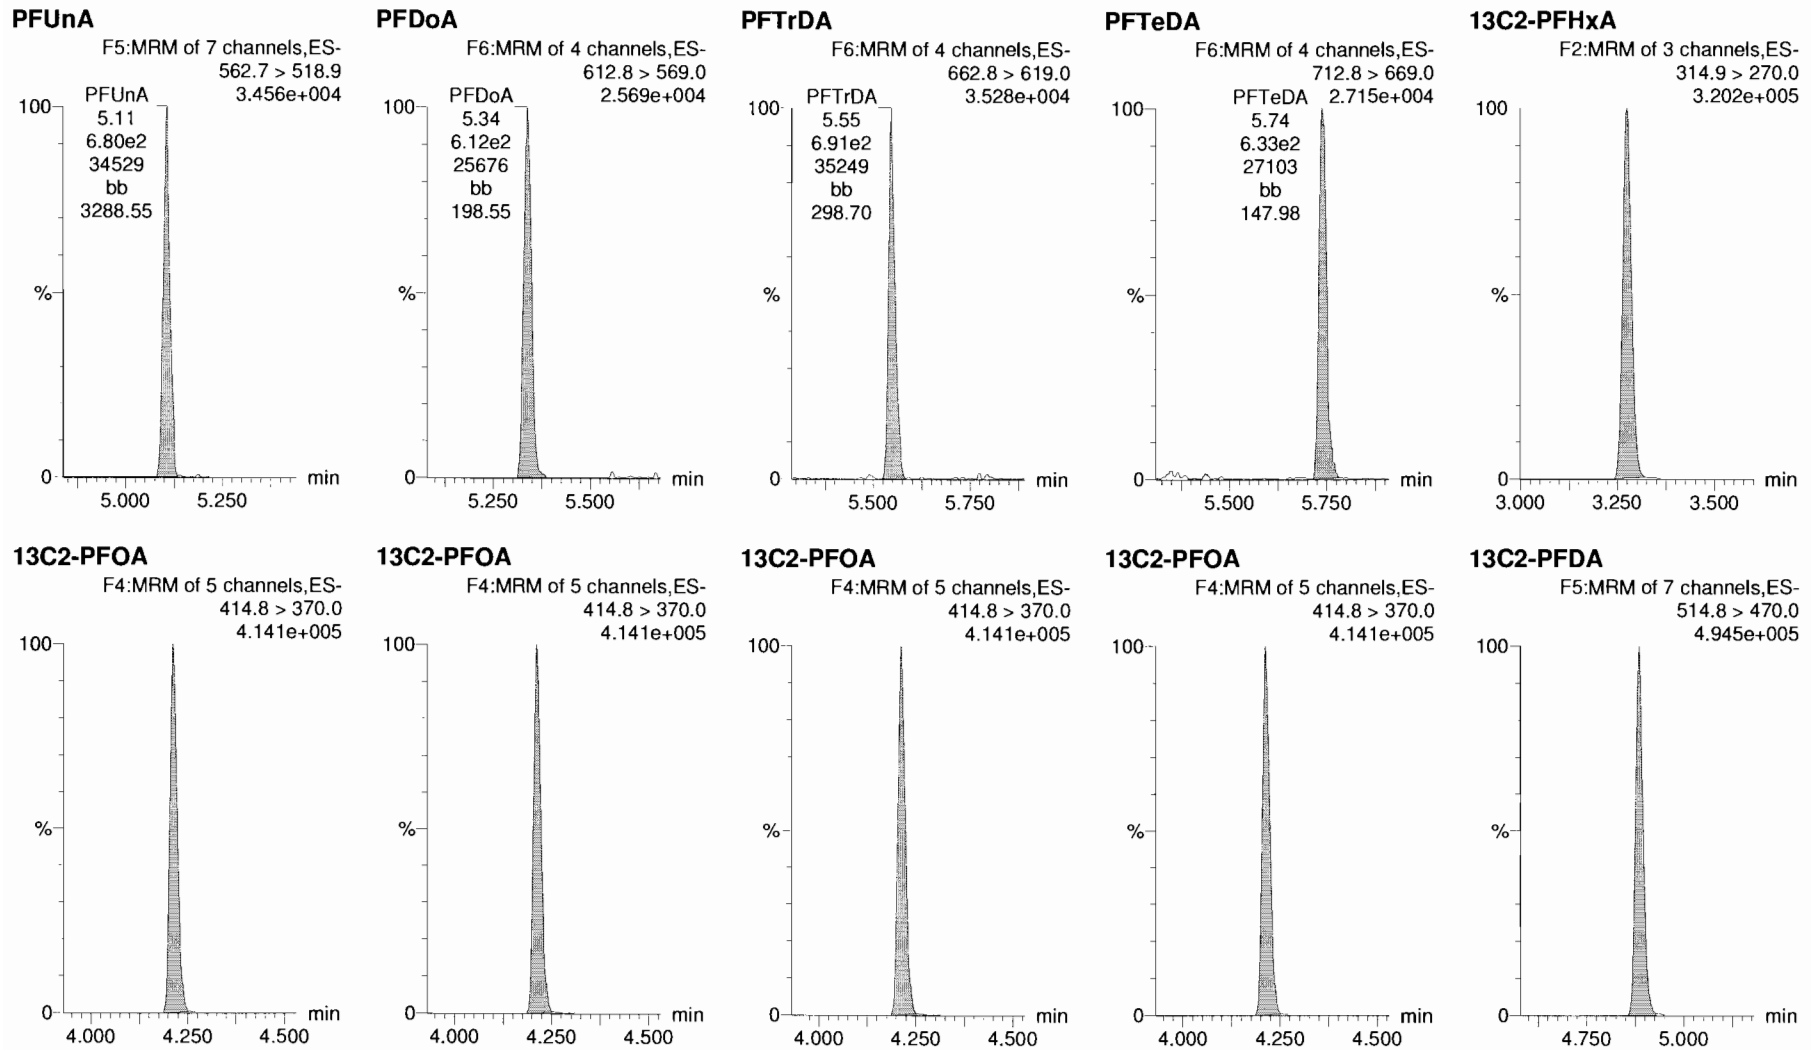 PFUnA
F5:MRM of 7 channels,ES-
562.7 > 518.9
3.456e+004
100
PFUnA
5.11
6.80e2
34529
bb
3288.55
%
0
min
5.000 5.250
PFDoA
F6:MRM of 4 channels,ES-
612.8 > 569.0
2.569e+004
100
PFDoA
5.34
6.12e2
25676
bb
198.55
%
0
min
5.250 5.500
PFTrDA
F6:MRM of 4 channels,ES-
662.8 > 619.0
3.528e+004
100
PFTrDA
5.55
6.91e2
35249
bb
298.70
%
0
min
5.500 5.750
PFTeDA
F6:MRM of 4 channels,ES-
712.8 > 669.0
2.715e+004
100
PFTeDA
5.74
6.33e2
27103
bb
147.98
%
0
min
5.500 5.750
13C2-PFHxA
F2:MRM of 3 channels,ES-
314.9 > 270.0
3.202e+005
100
%
0
min
3.000 3.250 3.500
13C2-PFOA
F4:MRM of 5 channels,ES-
414.8 > 370.0
4.141e+005
100
%
0
min
4.000 4.250 4.500
13C2-PFOA
F4:MRM of 5 channels,ES-
414.8 > 370.0
4.141e+005
100
%
0
min
4.000 4.250 4.500
13C2-PFOA
F4:MRM of 5 channels,ES-
414.8 > 370.0
4.141e+005
100
%
0
min
4.000 4.250 4.500
13C2-PFOA
F4:MRM of 5 channels,ES-
414.8 > 370.0
4.141e+005
100
%
0
min
4.000 4.250 4.500
13C2-PFDA
F5:MRM of 7 channels,ES-
514.8 > 470.0
4.945e+005
100
%
0
min
4.750 5.000